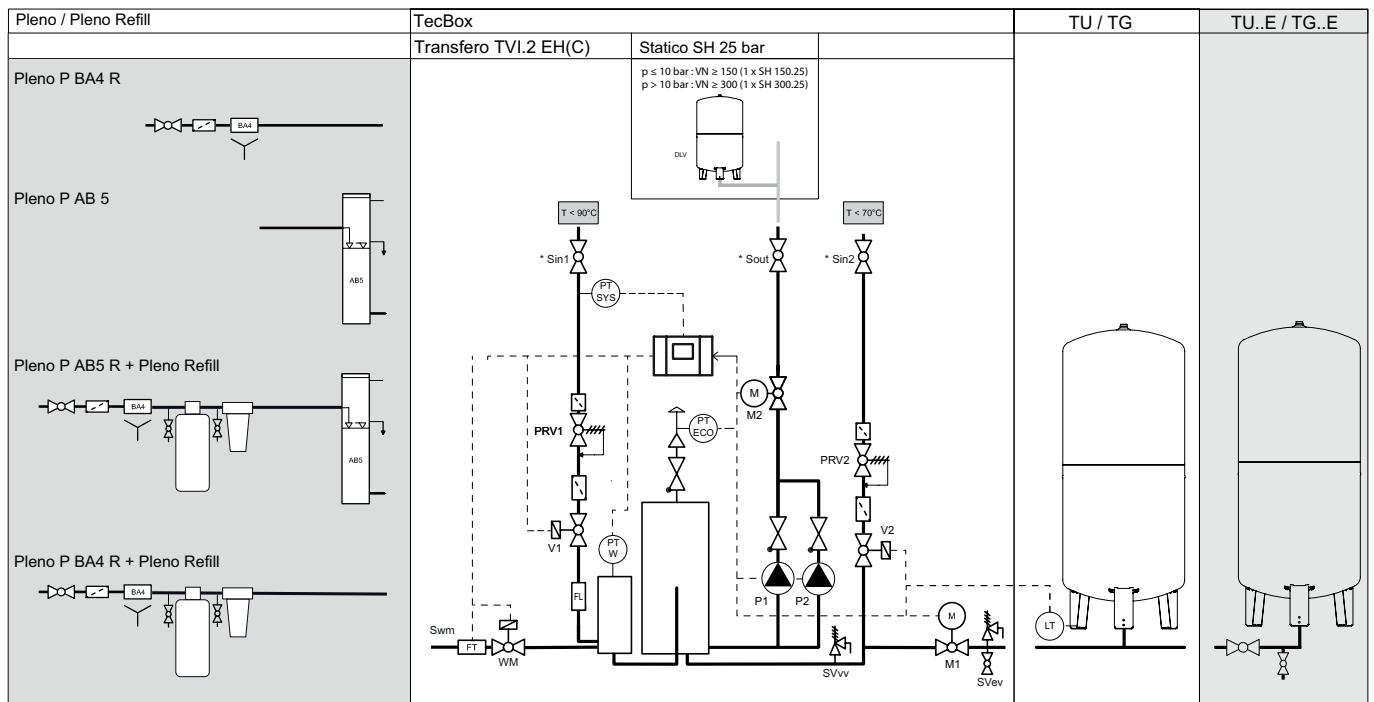 Pleno / Pleno Refill
TecBox
TU / TG
TU..E / TG..E
Transfero TVI.2 EH(C)
Statico SH 25 bar
p ≤ 10 bar : VN ≥ 150 (1 x SH 150.25)
p > 10 bar : VN ≥ 300 (1 x SH 300.25)
DLV
Pleno P BA4 R
BA4
Pleno P AB 5
AB5
Pleno P AB5 R + Pleno Refill
BA4
AB5
Pleno P BA4 R + Pleno Refill
BA4
T < 90°C
T < 70°C
* Sin1
* Sout
* Sin2
PT
SYS
M
M2
PRV1
PT
ECO
PRV2
V1
PT
W
V2
FL
P1
P2
Swm
FT
WM
SVvv
M
M1
SVev
LT